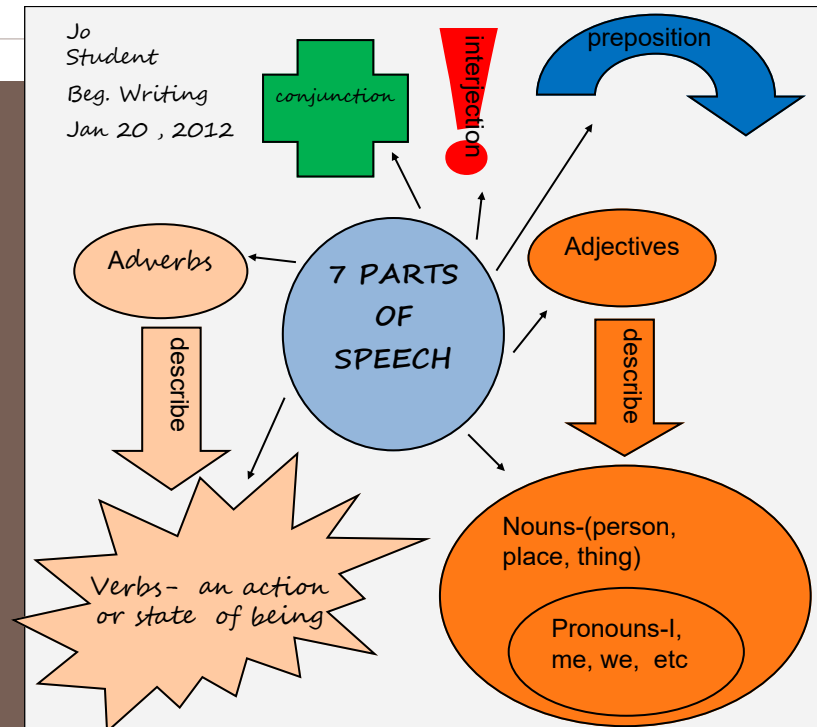 Jo
Student
Beg. Writing
Jan 20 , 2012
conjunction
interjection
preposition
Adverbs
7 PARTS
OF
SPEECH
Adjectives
describe
describe
Verbs- an action
or state of being
Nouns-(person,
place, thing)
Pronouns-I,
me, we, etc